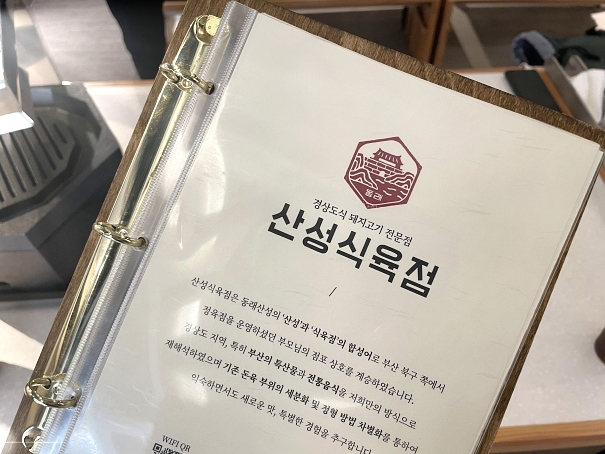 동래
경상도식 돼지고기 전문점
산성식육점
/
산성식육점은 동래산성의 '산성'과 '식육점'의 합성어로 부산 북구 쪽에서
정육점을 운영하셨던 부모님의 점포 상호를 계승하였습니다.
경상도 지역, 특히 부산의 특산물과 전통음식을 저희만의 방식으로
재해석하였으며 기존 돈육 부위의 세분화 및 정형 방법 차별화를 통하여
익숙하면서도 새로운 맛, 특별한 경험을 추구합니다.
WIFI QR